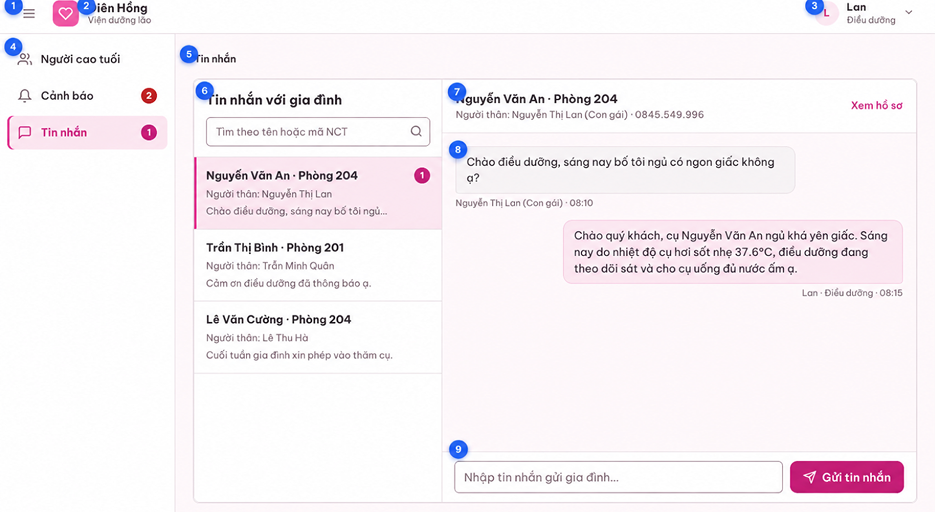 1
2
iên Hồng
Viện dưỡng lão
3
L
Lan
Điều dưỡng
4
Người cao tuổi
Cảnh báo
2
Tin nhắn
1
5
Tin nhắn
6
Tin nhắn với gia đình
Tìm theo tên hoặc mã NCT
Nguyễn Văn An · Phòng 204
1
Người thân: Nguyễn Thị Lan
Chào điều dưỡng, sáng nay bố tôi ngủ...
Trần Thị Bình · Phòng 201
Người thân: Trần Minh Quân
Cảm ơn điều dưỡng đã thông báo ạ.
Lê Văn Cường · Phòng 204
Người thân: Lê Thu Hà
Cuối tuần gia đình xin phép vào thăm cụ.
7
Nguyễn Văn An · Phòng 204
Người thân: Nguyễn Thị Lan (Con gái) · 0845.549.996
Xem hồ sơ
8
Chào điều dưỡng, sáng nay bố tôi ngủ có ngon giấc không
ạ?
Nguyễn Thị Lan (Con gái) · 08:10
Chào quý khách, cụ Nguyễn Văn An ngủ khá yên giấc. Sáng
nay do nhiệt độ cụ hơi sốt nhẹ 37.6°C, điều dưỡng đang
theo dõi sát và cho cụ uống đủ nước ấm ạ.
Lan · Điều dưỡng · 08:15
9
Nhập tin nhắn gửi gia đình...
Gửi tin nhắn